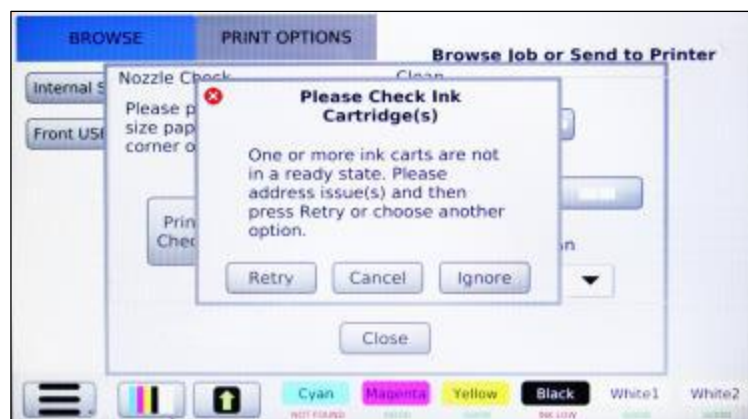 BROWSE
PRINT OPTIONS
Browse Job or Send to Printer
Internal S
Nozzle Check
Clean
Please p
size pap
corner o
Front USB
Please Check Ink
Cartridge(s)
One or more ink carts are not
in a ready state. Please
address issue(s) and then
press Retry or choose another
option.
Prin
Chec
Retry
Cancel
Ignore
Close
Cyan
Magenta
Yellow
Black
White1
White2
NOT FOUND
INK LOW